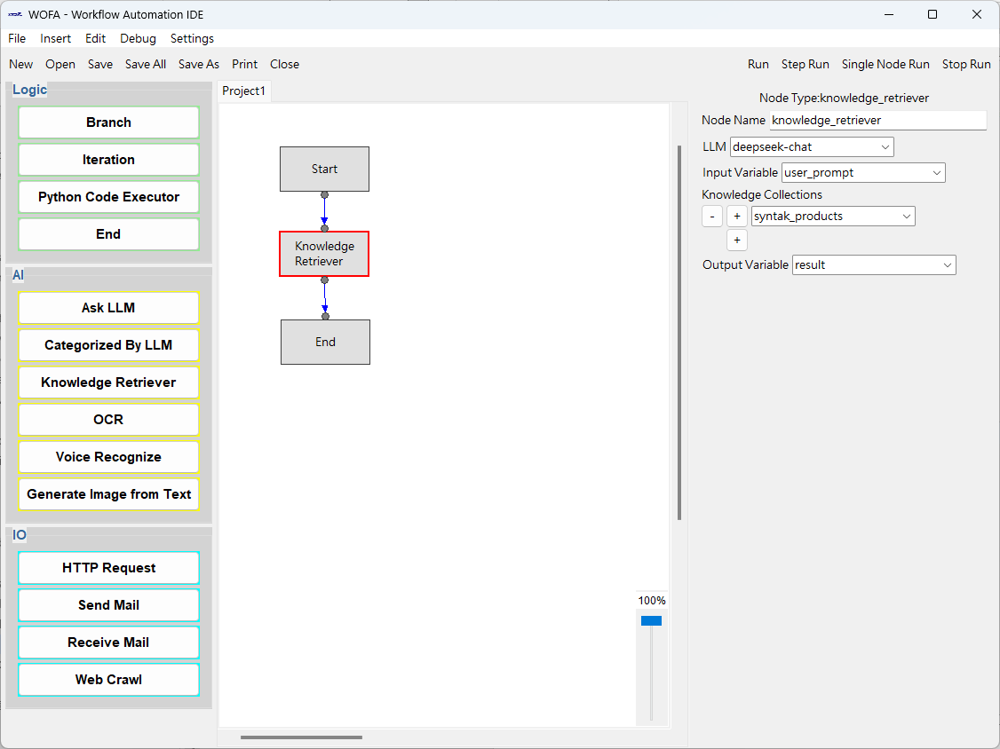 WOFA - Workflow Automation IDE
File Insert Edit Debug Settings
New Open Save Save All Save As Print Close Run Step Run Single Node Run Stop Run
Logic
Branch
Iteration
Python Code Executor
End
AI
Ask LLM
Categorized By LLM
Knowledge Retriever
OCR
Voice Recognize
Generate Image from Text
IO
HTTP Request
Send Mail
Receive Mail
Web Crawl
Project1
Start
Knowledge
Retriever
End
100%
Node Type:knowledge_retriever
Node Name knowledge_retriever
LLM deepseek-chat
Input Variable user_prompt
Knowledge Collections
- + syntak_products
+
Output Variable result